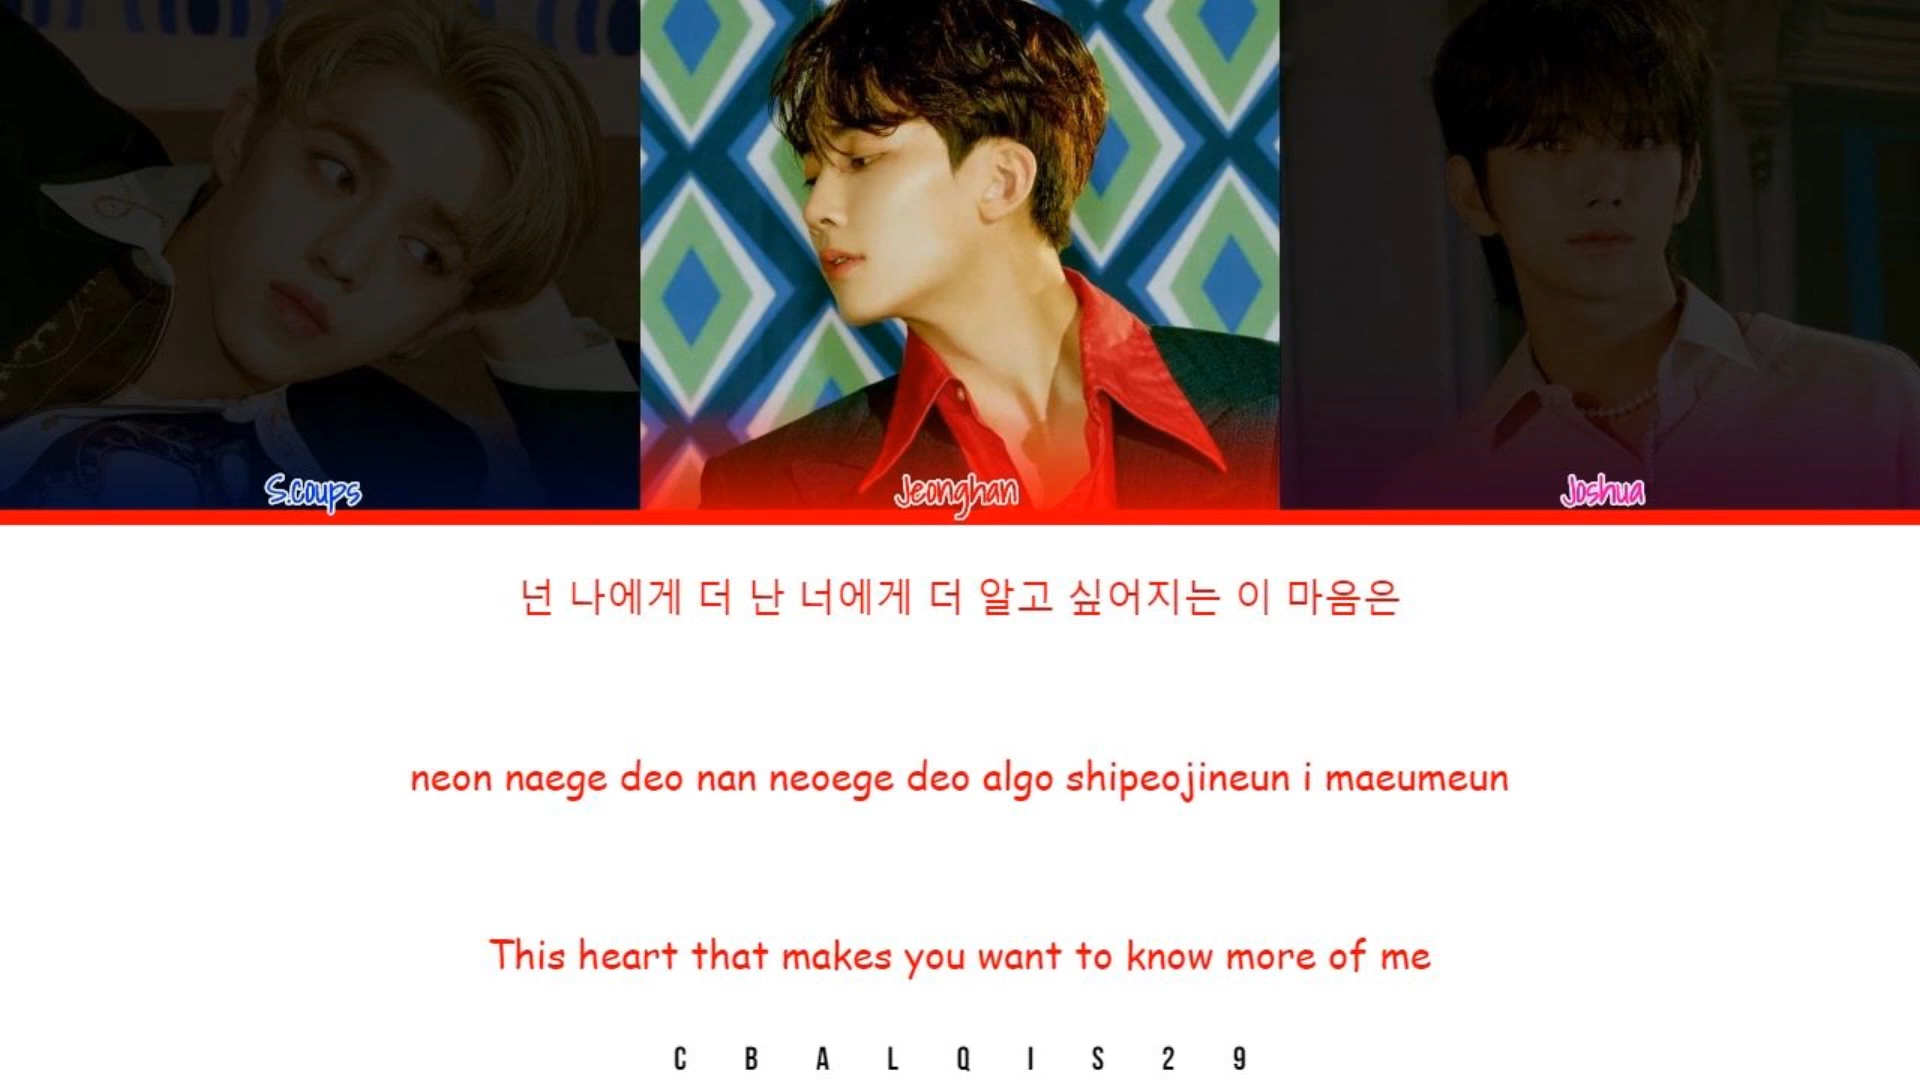 S.coups
Jeonghan
Joshua
넌 나에게 더 난 너에게 더 알고 싶어지는 이 마음은
neon naege deo nan neoege deo algo shipeojineun i maeumeun
This heart that makes you want to know more of me
CBALQIS29